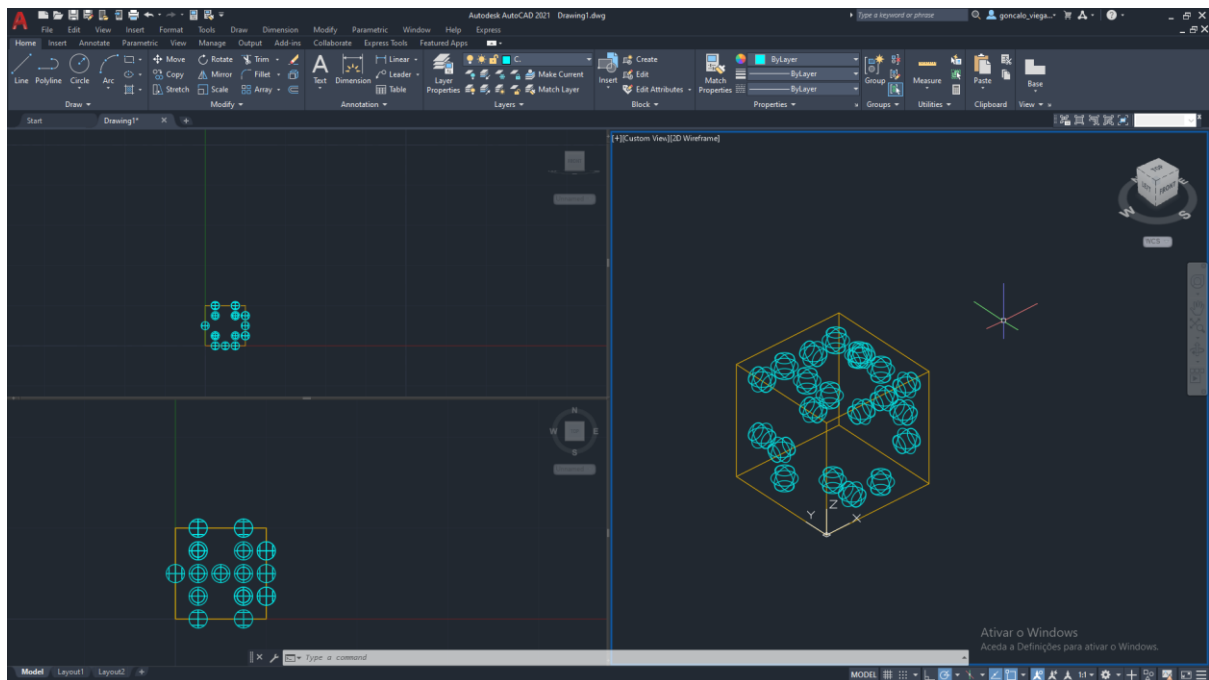 Autodesk AutoCAD 2021 Drawing1.dwg
Type a keyword or phrase
goncalo_viega...
File Edit View Insert Format Tools Draw Dimension Modify Parametric Window Help Express
Home Insert Annotate Parametric View Manage Output Add-ins Collaborate Express Tools Featured Apps
Move Rotate Trim Linear Create ByLayer
Line Polyline Circle Arc Copy Mirror Fillet Text Dimension Leader Layer Properties Make Current Insert Edit Match Properties ByLayer Group Measure Paste Base
Stretch Scale Array Table Match Layer Edit Attributes ByLayer
Draw Modify Annotation Layers Block Properties Groups Utilities Clipboard View
Start Drawing1*
[+][Custom View][2D Wireframe]
TOP
LEFT FRONT
E
W S
WCS
N
W TOP E
S
Z
Y X
Ativar o Windows
Aceda a Definições para ativar o Windows.
Type a command
Model Layout1 Layout2 + MODEL 1:1